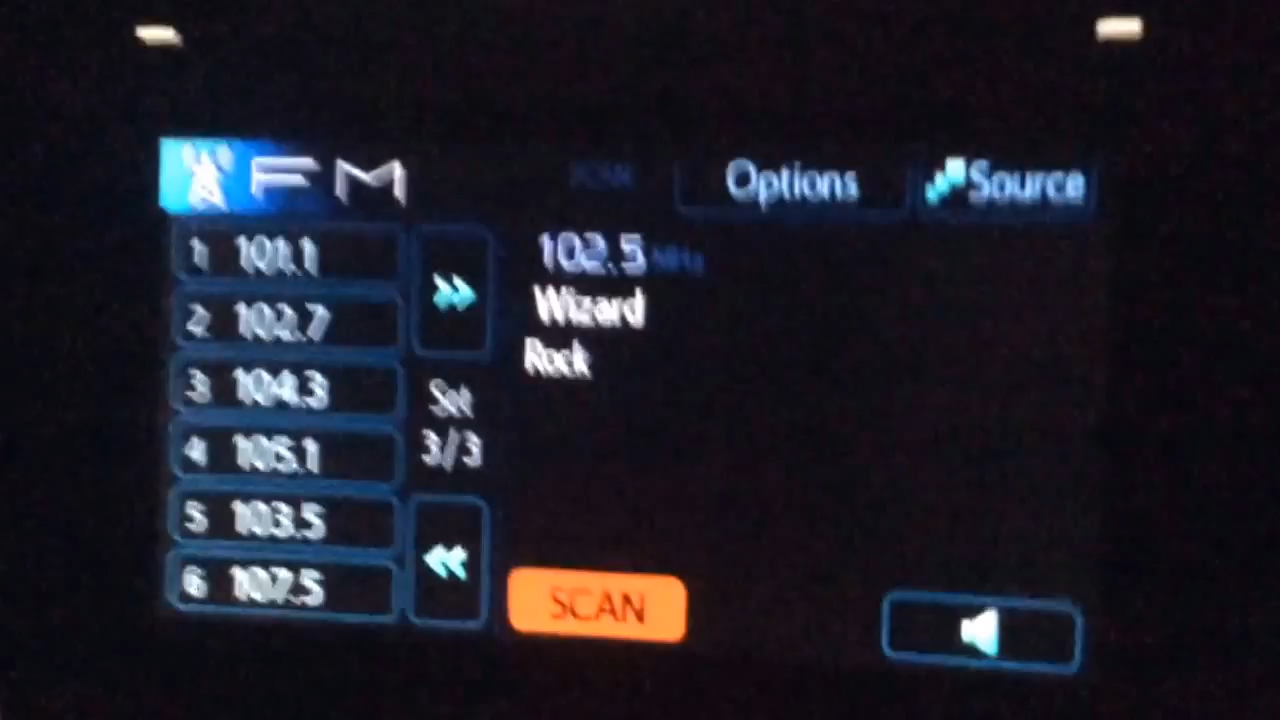 FM
Options
Source
1 101.1
2 102.7
3 104.3
4 105.1
5 103.5
6 107.5
Set
3/3
102.5 MHz
Wizard
Rock
SCAN